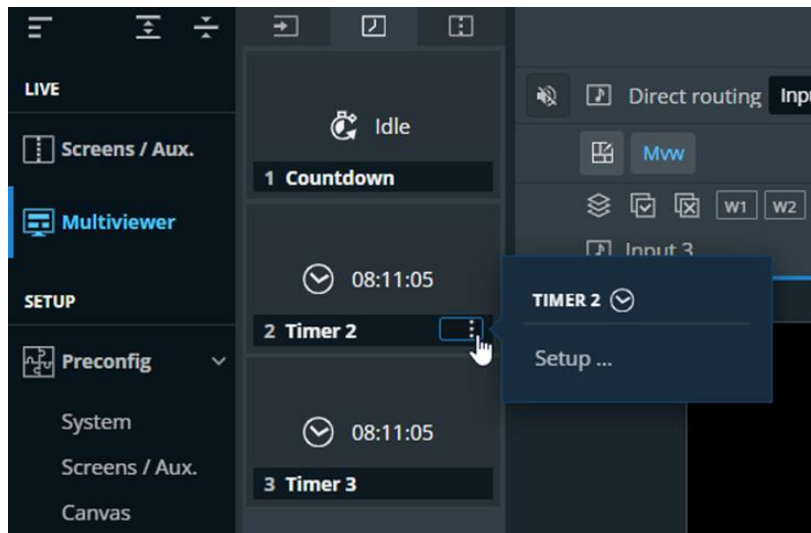 LIVE
Screens / Aux.
Multiviewer
SETUP
Preconfig
System
Screens / Aux.
Canvas
Idle
1 Countdown
08:11:05
2 Timer 2
08:11:05
3 Timer 3
Direct routing Inpu
Mvw
W1 W2
Input 3
TIMER 2
Setup ...